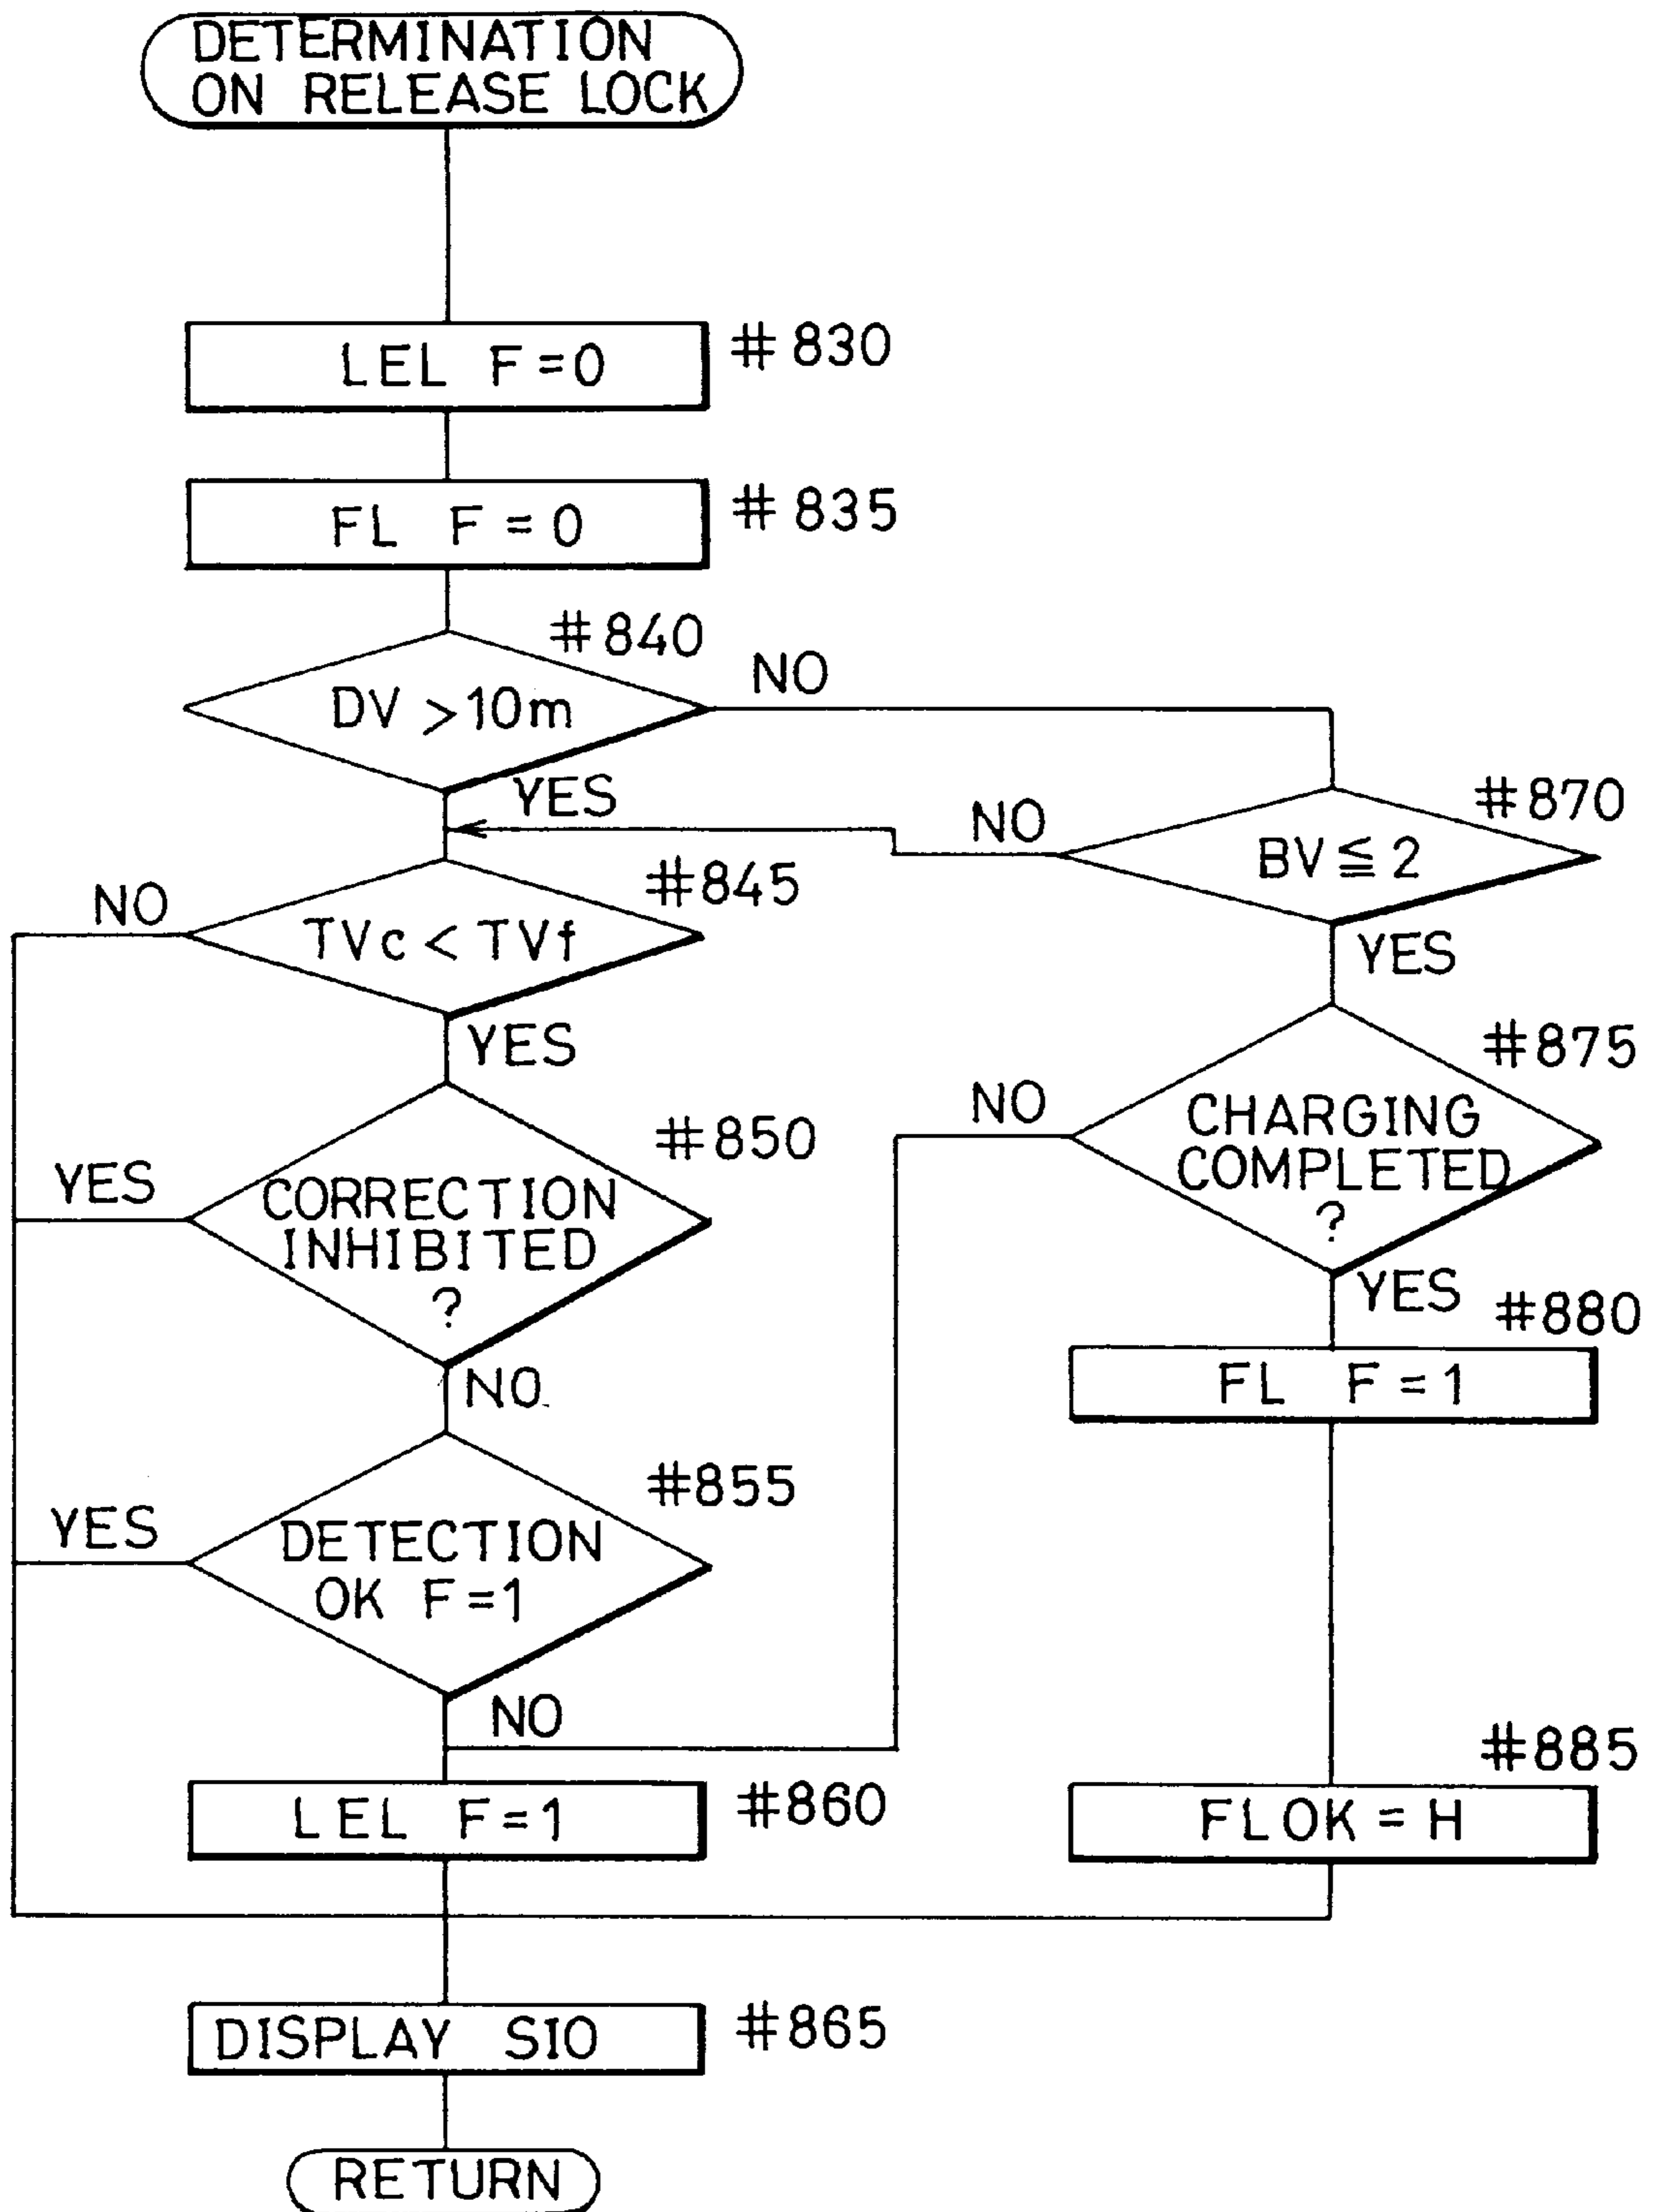 DETERMINATION
ON RELEASE LOCK
LEL F=0
#830
FL F=0
#835
#840
DV >10m
NO
YES
#870
NO
BV≦2
YES
#845
NO
TVc < TVf
YES
#875
NO
CHARGING
COMPLETED
?
YES
#850
YES
CORRECTION
INHIBITED
?
NO
#880
FL F=1
#855
YES
DETECTION
OK F=1
NO
#885
FLOK=H
LEL F=1
#860
DISPLAY SIO
#865
RETURN